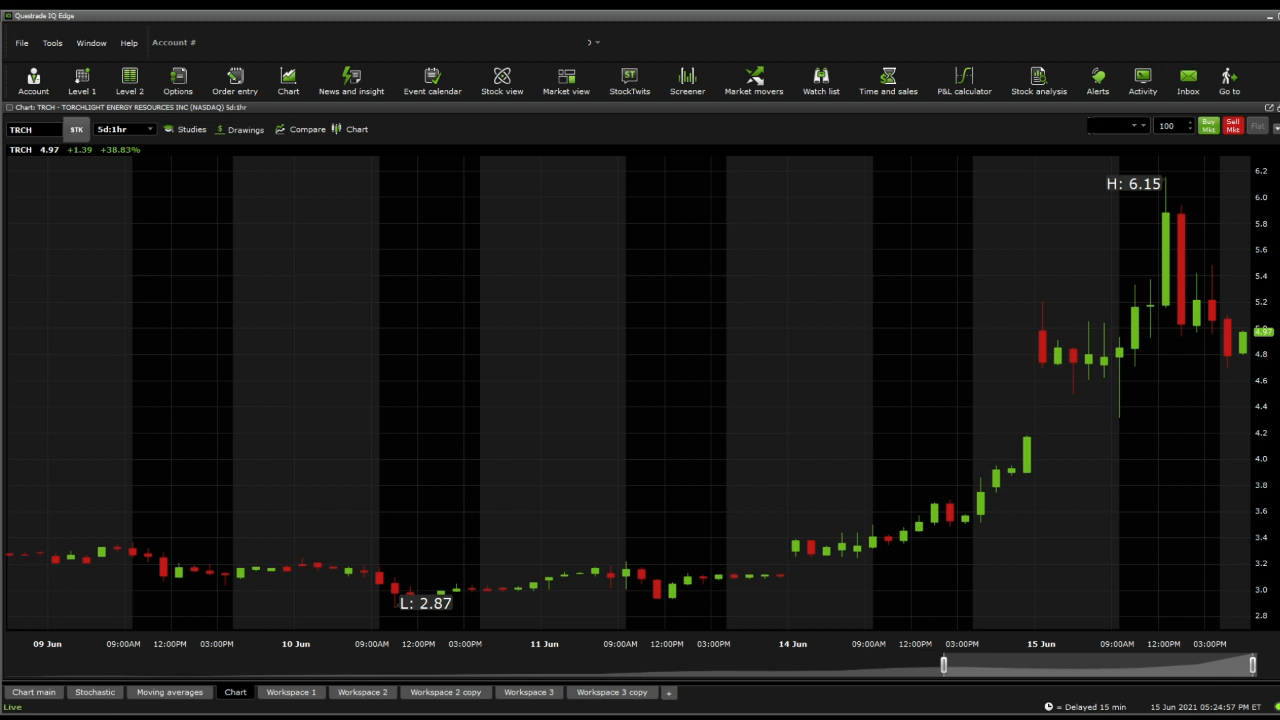 Questrade IQ Edge
File Tools Window Help Account #
Account Level 1 Level 2 Options Order entry Chart News and insight Event calendar Stock view Market view StockTwits Screener Market movers Watch list Time and sales P&L calculator Stock analysis Alerts Activity Inbox Go to
Chart: TRCH - TORCHLIGHT ENERGY RESOURCES INC (NASDAQ) 5d:1hr
TRCH STK 5d:1hr Studies Drawings Compare Chart 100 Buy Mkt Sell Mkt Flat
TRCH 4.97 +1.39 +38.83%
6.2
H: 6.15
6.0
5.8
5.6
5.4
5.2
4.97
4.8
4.6
4.4
4.2
4.0
3.8
3.6
3.4
3.2
3.0
L: 2.87
2.8
09 Jun 09:00AM 12:00PM 03:00PM 10 Jun 09:00AM 12:00PM 03:00PM 11 Jun 09:00AM 12:00PM 03:00PM 14 Jun 09:00AM 12:00PM 03:00PM 15 Jun 09:00AM 12:00PM 03:00PM
Chart main Stochastic Moving averages Chart Workspace 1 Workspace 2 Workspace 2 copy Workspace 3 Workspace 3 copy +
Live = Delayed 15 min 15 Jun 2021 05:24:57 PM ET